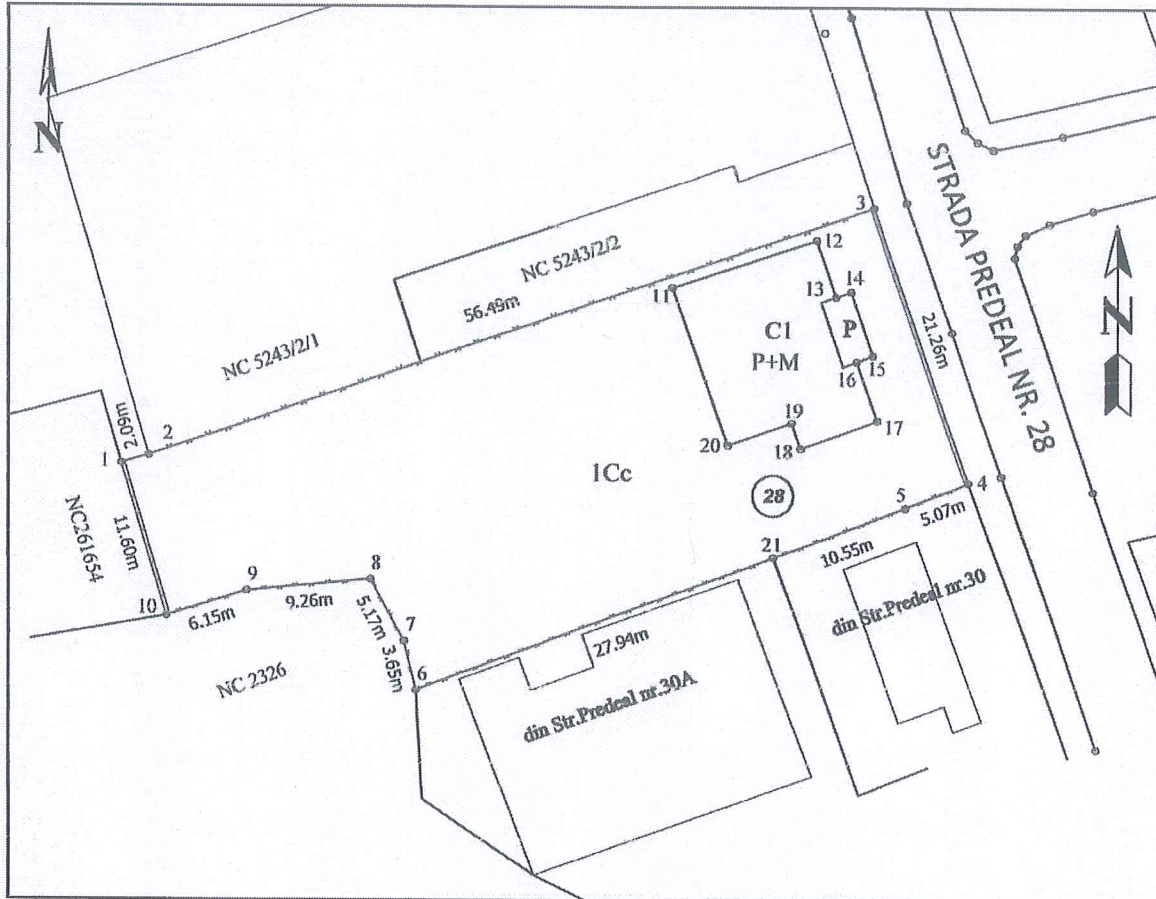 N
STRADA PREDEAL NR. 28
3
12
NC 5243/2/2
11
13
14
56.49m
N
C1
P
P+M
21.26m
NC 5243/2/1
15
16
2.09m
2
19
17
1
20
18
1Cc
28
4
5
5.07m
NC261654
11.60m
21
10.55m
8
9
10
9.26m
6.15m
5.17m
7
3.65m
6
27.94m
din Str.Predeal nr.30
NC 2326
din Str.Predeal nr.30A